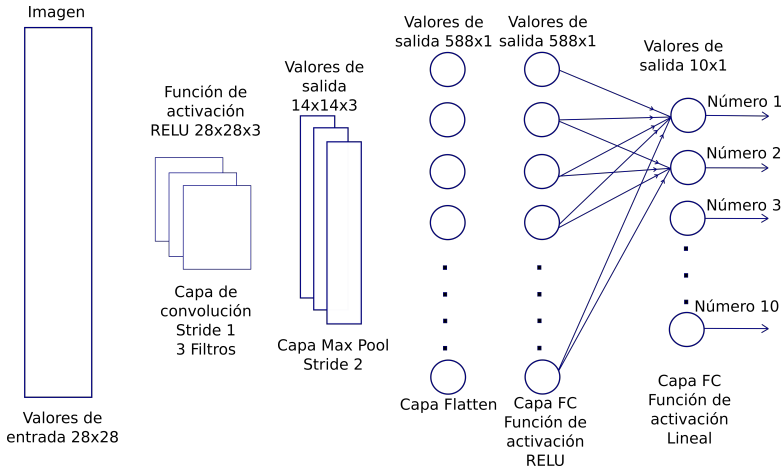 Imagen
Valores de
entrada 28x28
Función de
activación
RELU 28x28x3
Capa de
convolución
Stride 1
3 Filtros
Valores de
salida
14x14x3
Capa Max Pool
Stride 2
Valores de
salida 588x1
Capa Flatten
Valores de
salida 588x1
Capa FC
Función de
activación
RELU
Valores de
salida 10x1
Número 1
Número 2
Número 3
Número 10
Capa FC
Función de
activación
Lineal